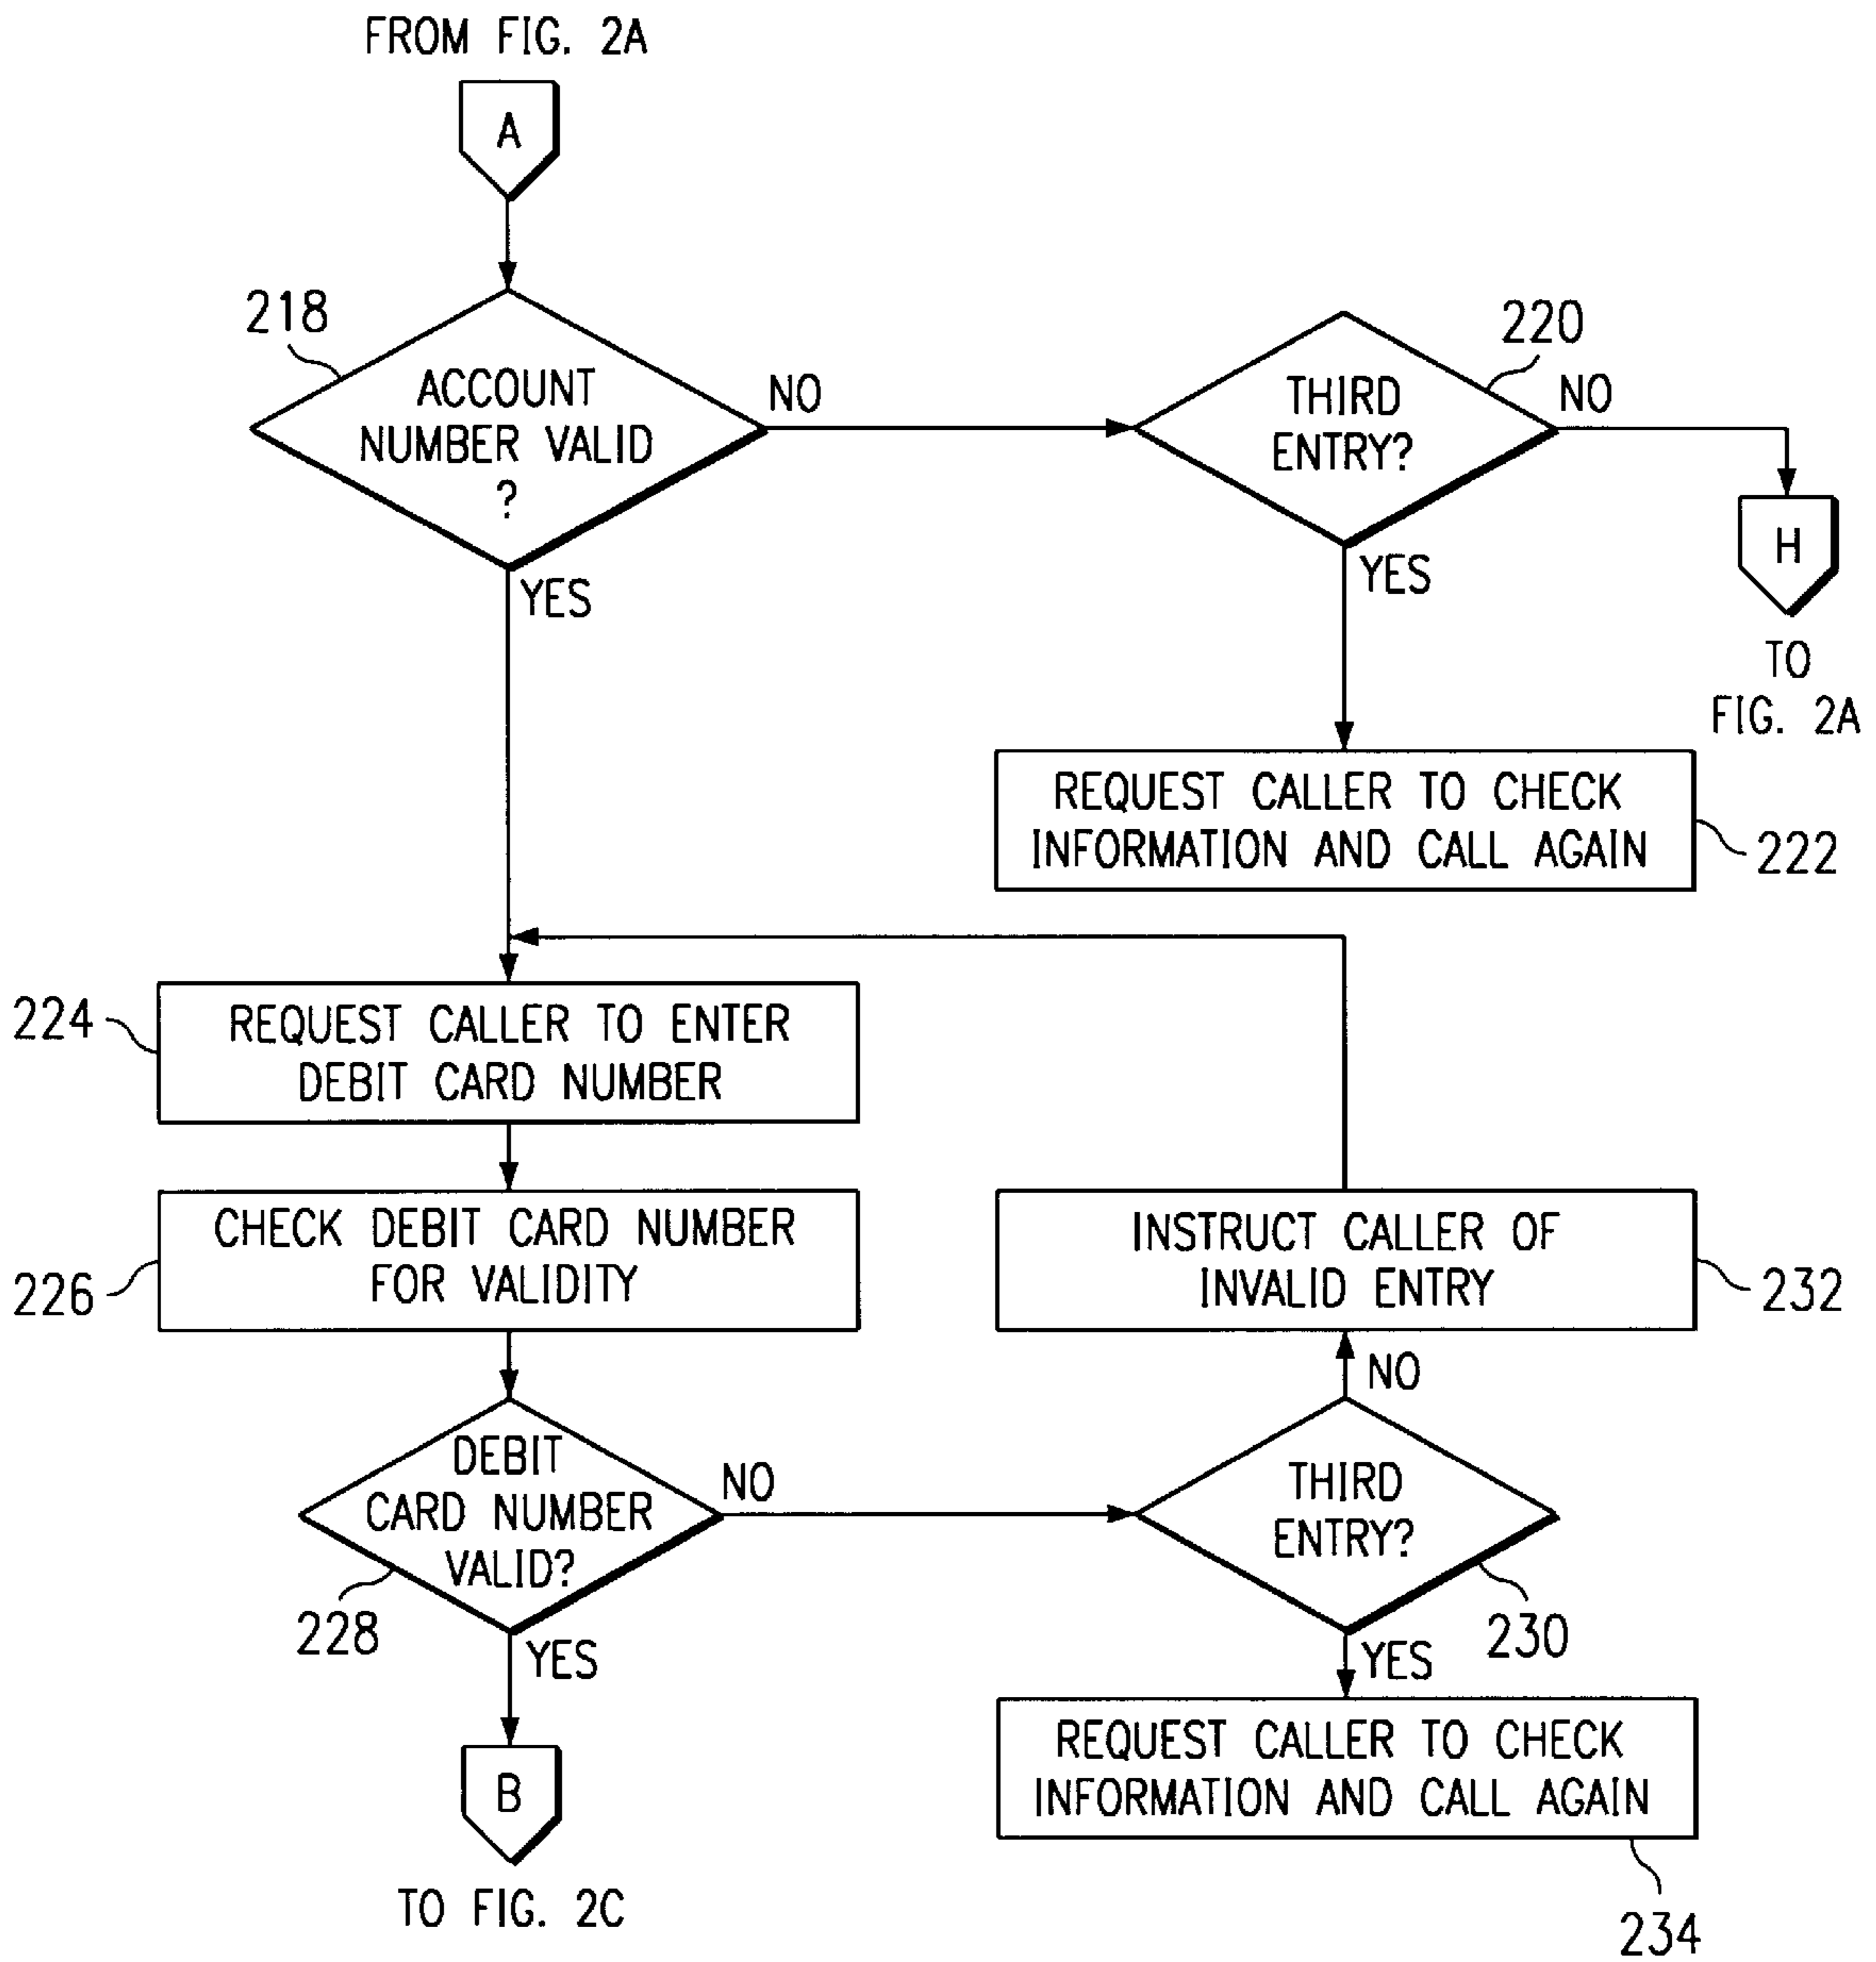 FROM FIG. 2A
A
218
ACCOUNT
NUMBER VALID
?
NO
YES
220
THIRD
ENTRY?
NO
YES
H
TO
FIG. 2A
REQUEST CALLER TO CHECK
INFORMATION AND CALL AGAIN
222
224
REQUEST CALLER TO ENTER
DEBIT CARD NUMBER
226
CHECK DEBIT CARD NUMBER
FOR VALIDITY
INSTRUCT CALLER OF
INVALID ENTRY
232
228
DEBIT
CARD NUMBER
VALID?
NO
YES
NO
THIRD
ENTRY?
230
YES
B
TO FIG. 2C
REQUEST CALLER TO CHECK
INFORMATION AND CALL AGAIN
234